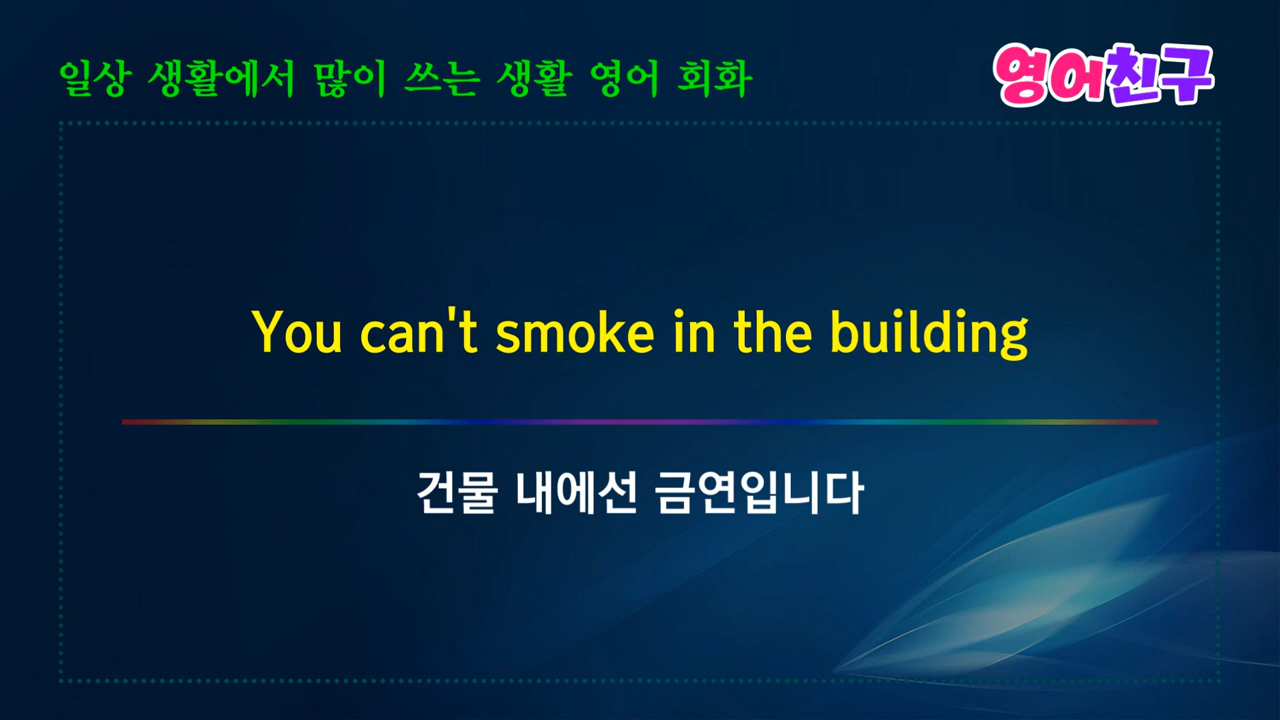 일상 생활에서 많이 쓰는 생활 영어 회화
영어친구
You can't smoke in the building
건물 내에선 금연입니다